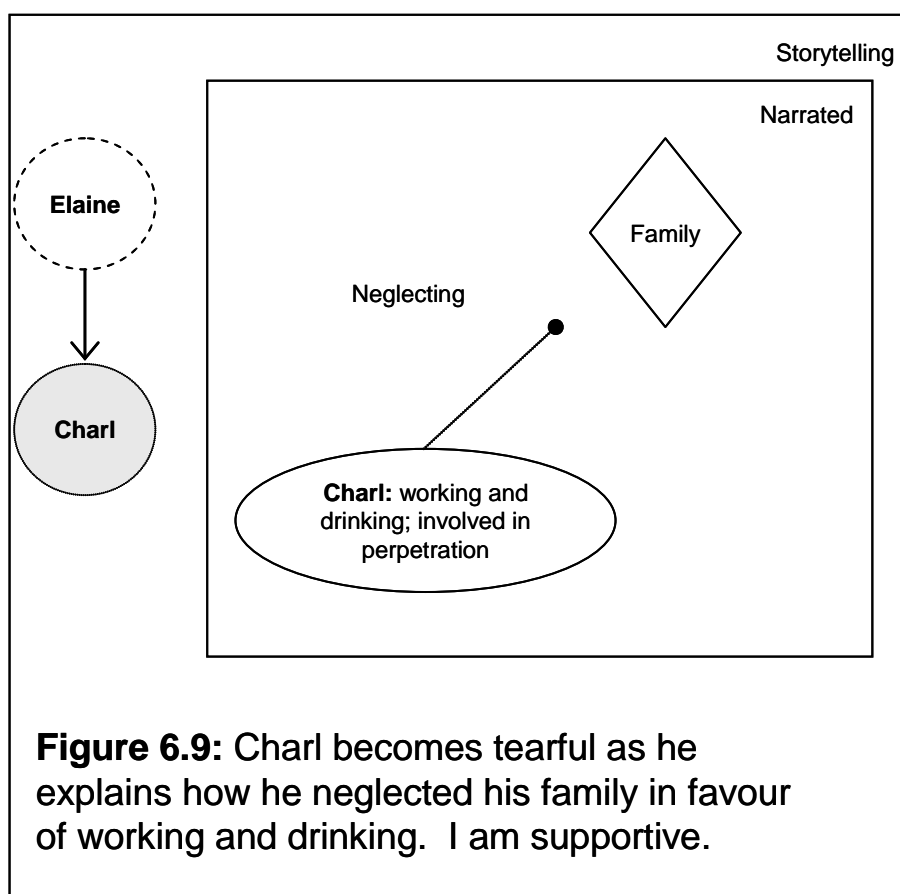 Storytelling
Narrated
Elaine
Family
Neglecting
Charl
Charl: working and
drinking; involved in
perpetration
Figure 6.9: Charl becomes tearful as he
explains how he neglected his family in favour
of working and drinking.  I am supportive.